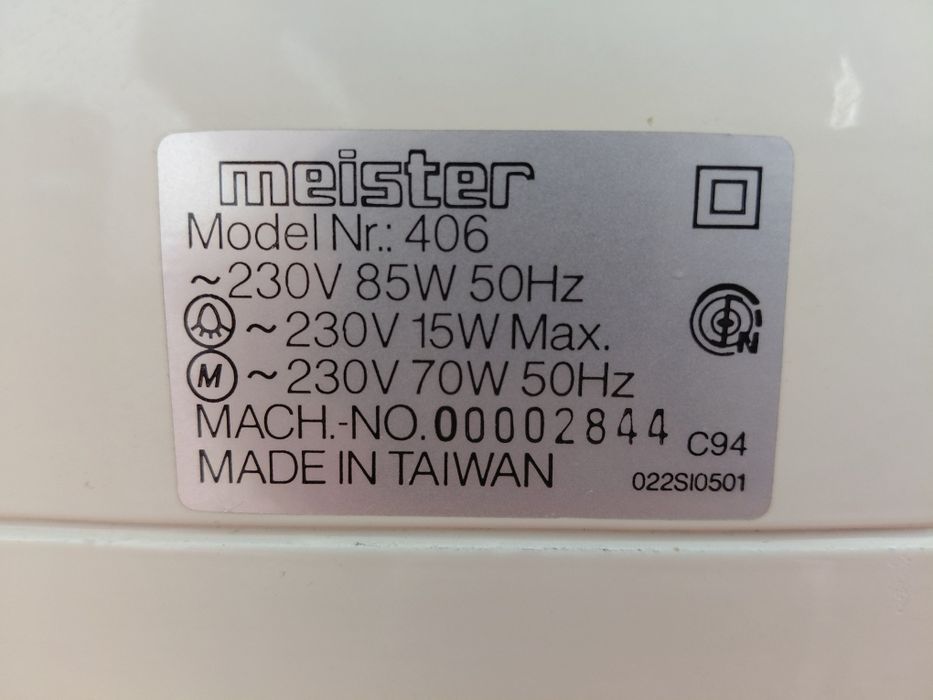 meister
Model Nr.: 406
~230V 85W 50Hz
~230V 15W Max.
M ~230V 70W 50Hz
N
MACH.-NO. 00002844
C94
MADE IN TAIWAN
022SI0501